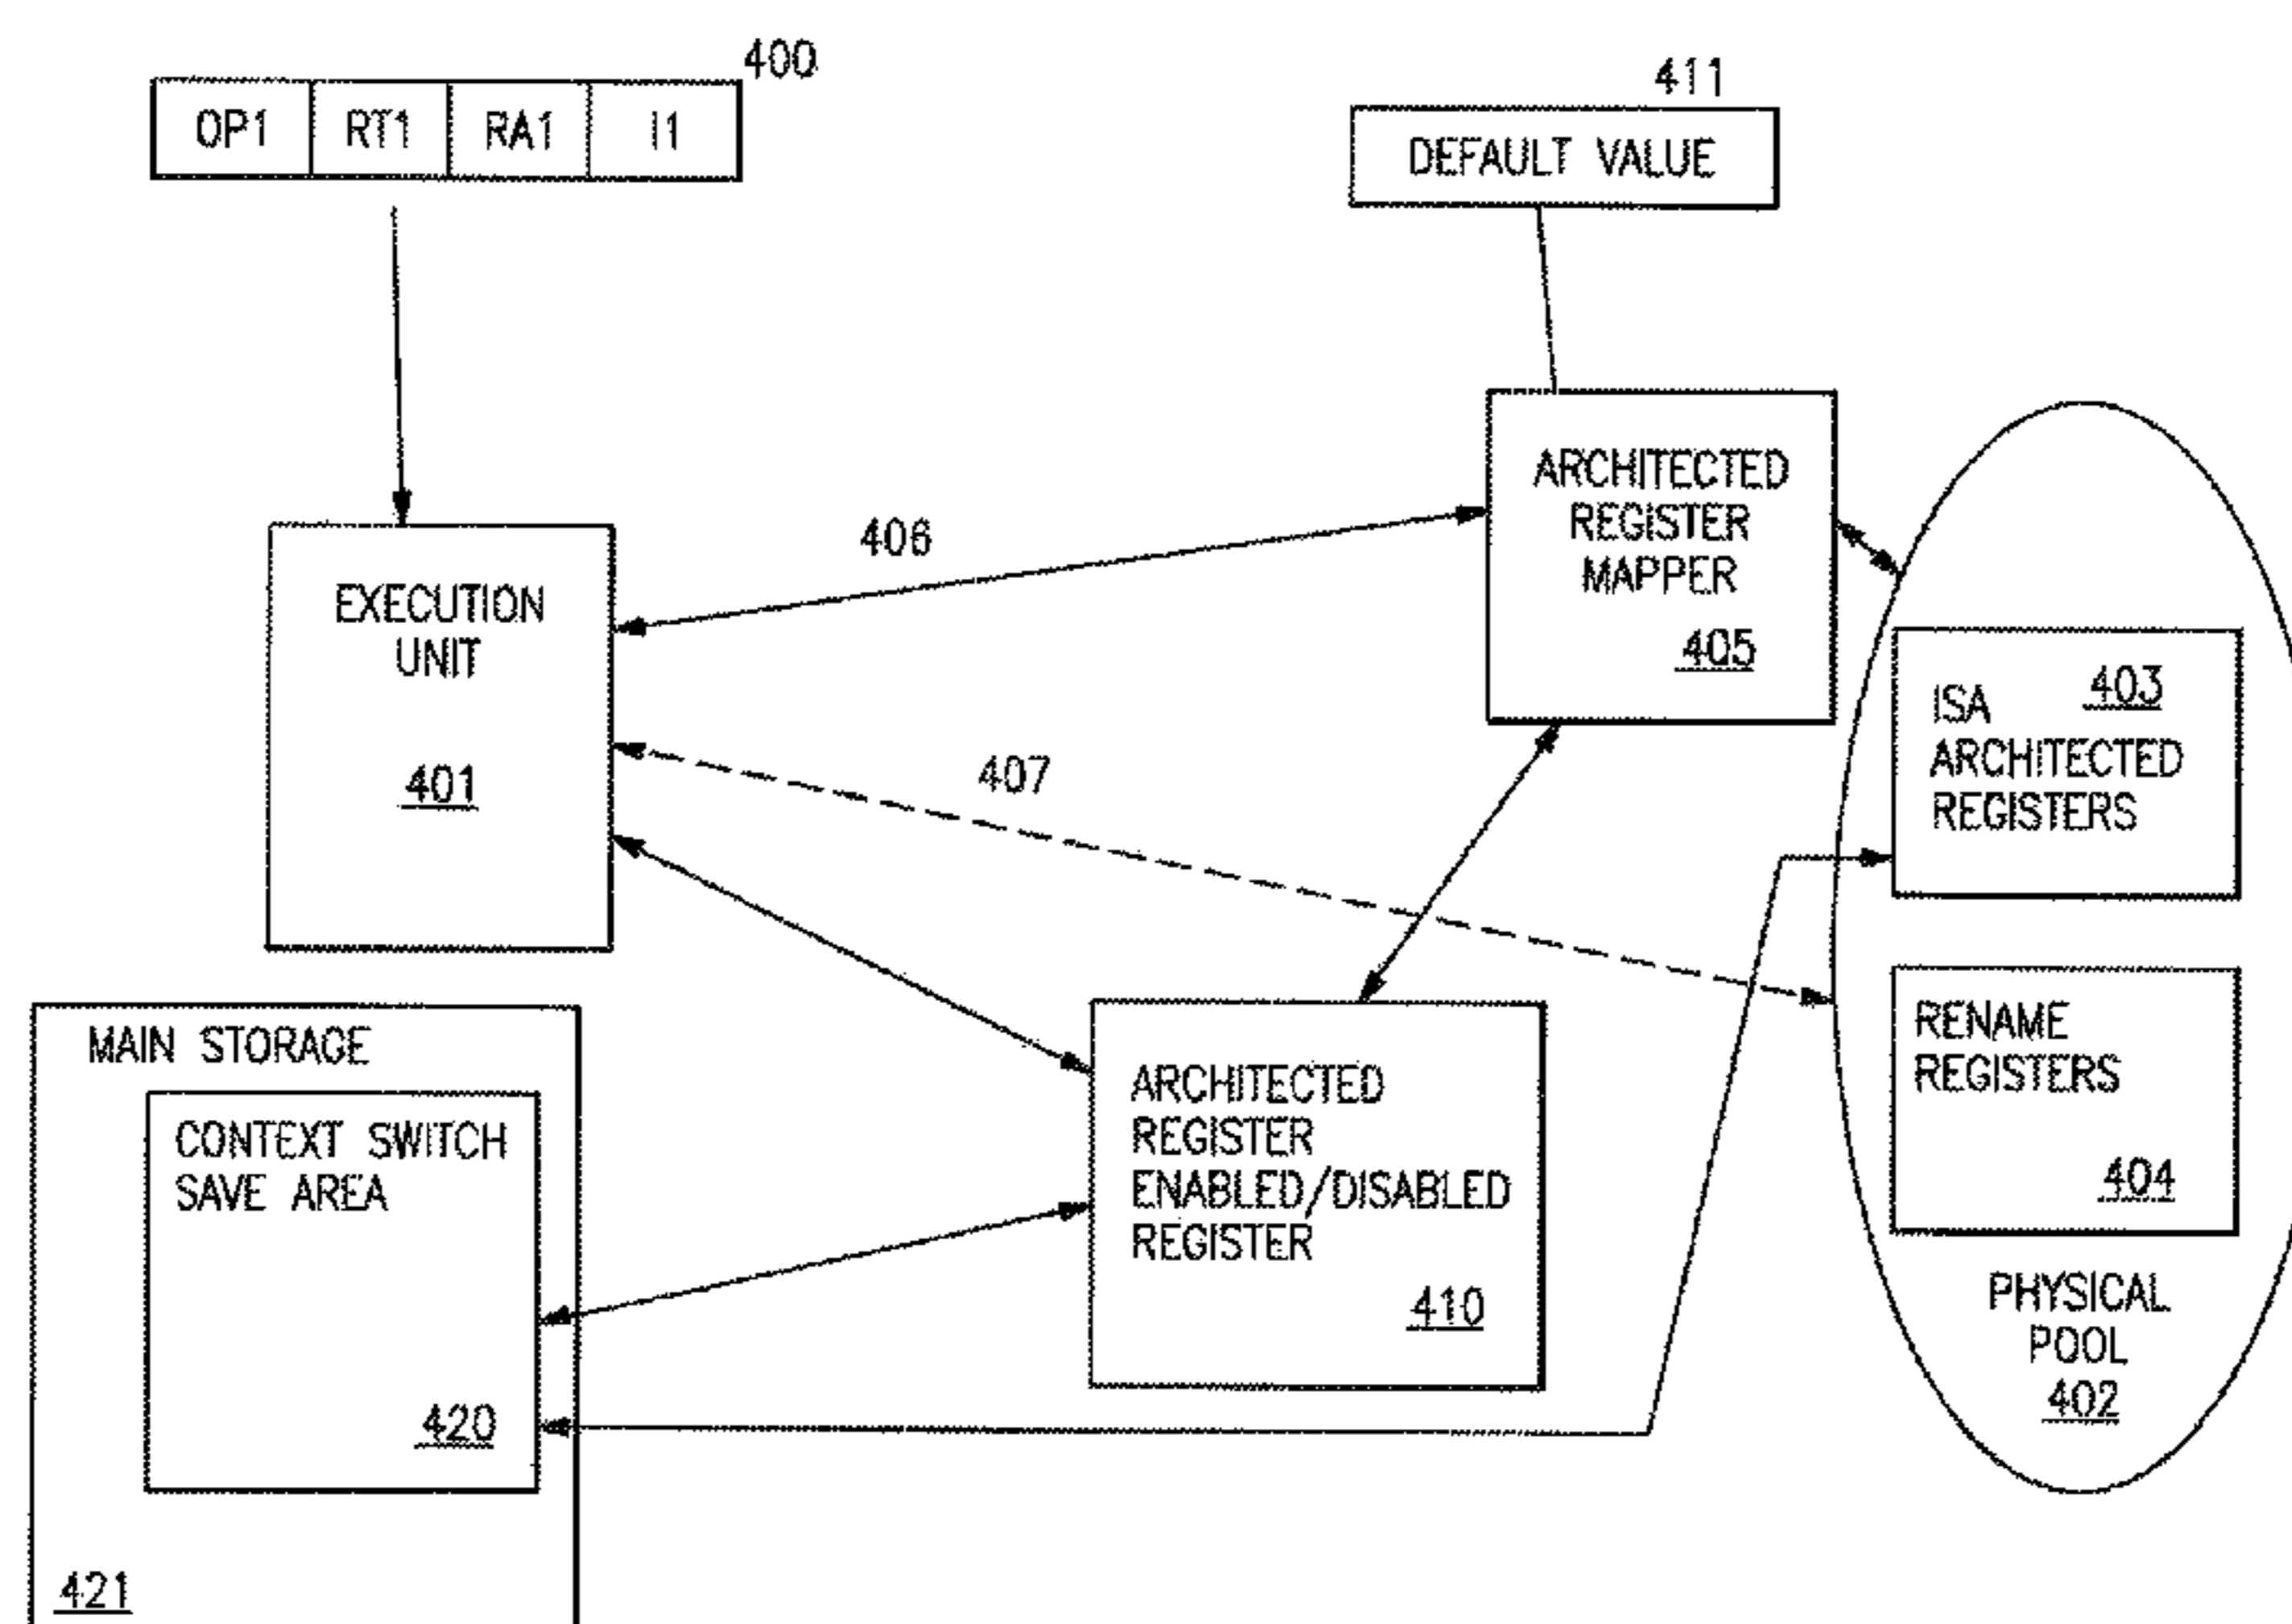 400
OP1 RT1 RA1 I1
411
DEFAULT VALUE
406
EXECUTION
UNIT
401
ARCHITECTED
REGISTER
MAPPER
405
407
403
ISA
ARCHITECTED
REGISTERS
RENAME
REGISTERS
404
PHYSICAL
POOL
402
MAIN STORAGE
CONTEXT SWITCH
SAVE AREA
420
421
ARCHITECTED
REGISTER
ENABLED/DISABLED
REGISTER
410